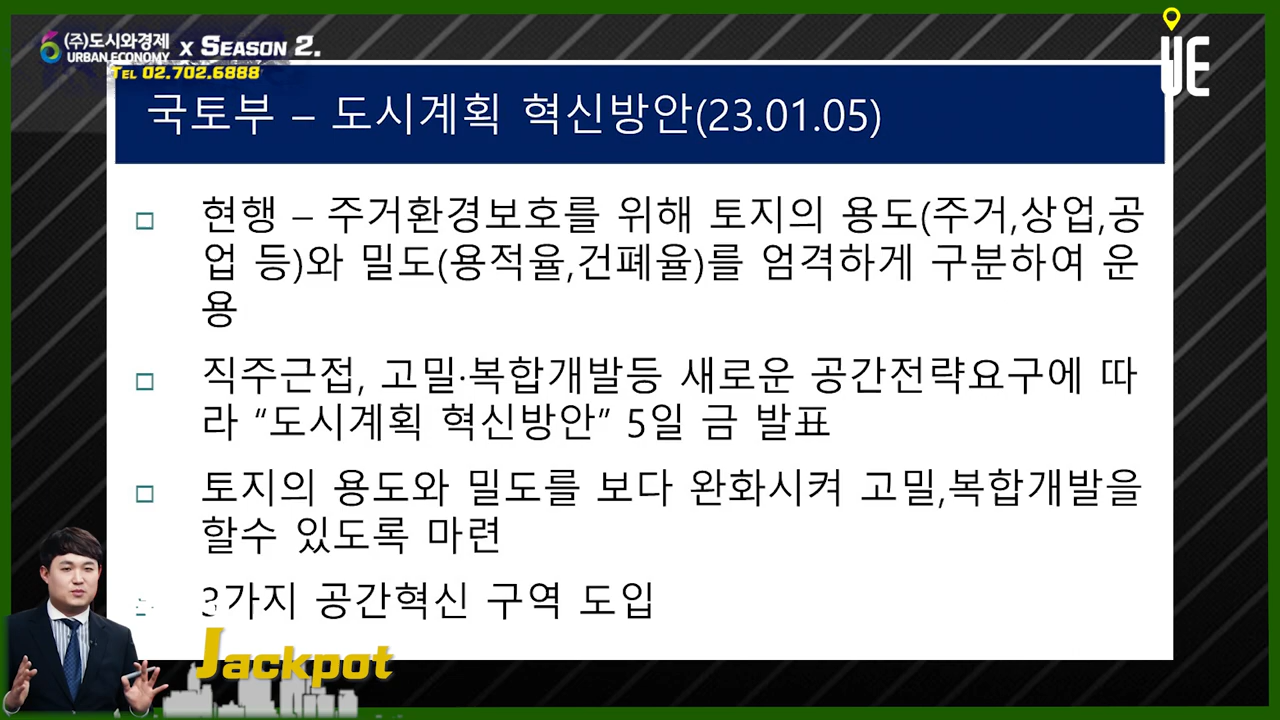 (주)도시와경제
URBAN ECONOMY X SEASON 2.
TEL 02.702.6888
UE
국토부 – 도시계획 혁신방안(23.01.05)
현행 – 주거환경보호를 위해 토지의 용도(주거,상업,공
업 등)와 밀도(용적율,건폐율)를 엄격하게 구분하여 운
용
직주근접, 고밀·복합개발등 새로운 공간전략요구에 따
라 “도시계획 혁신방안” 5일 금 발표
토지의 용도와 밀도를 보다 완화시켜 고밀,복합개발을
할수 있도록 마련
3가지 공간혁신 구역 도입
Jackpot